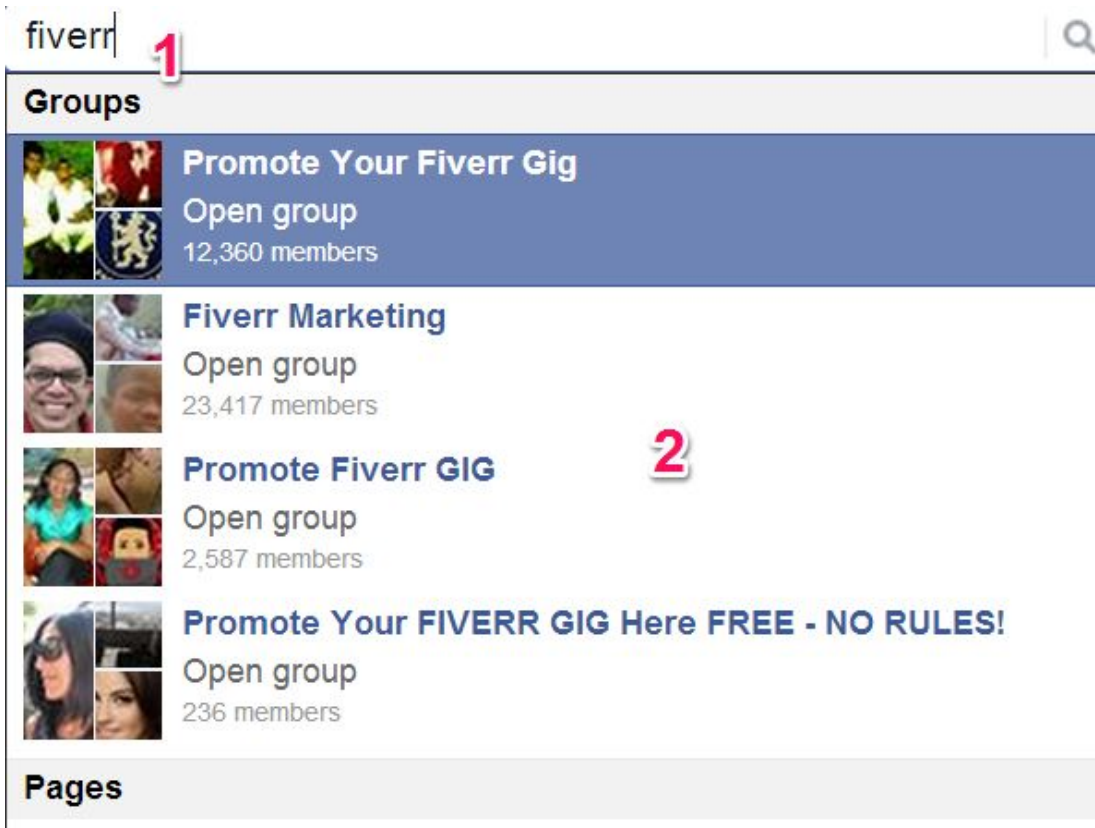 fiverr
1
Groups
Promote Your Fiverr Gig
Open group
12,360 members
Fiverr Marketing
Open group
23,417 members
2
Promote Fiverr GIG
Open group
2,587 members
Promote Your FIVERR GIG Here FREE - NO RULES!
Open group
236 members
Pages